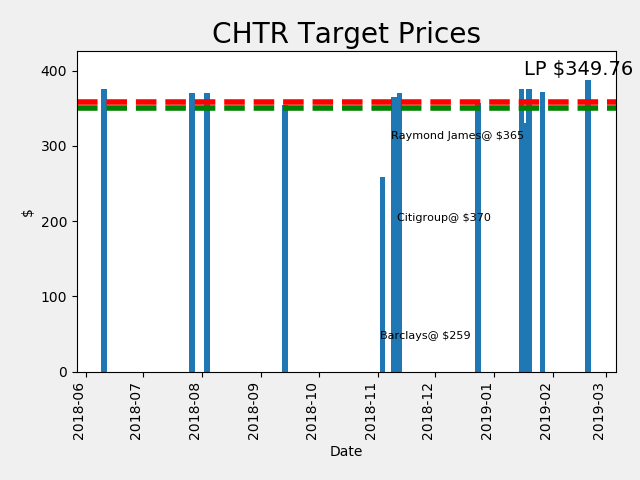 CHTR Target Prices
LP $349.76
400
300
200
100
0
$
Raymond James@ $365
Citigroup@ $370
Barclays@ $259
2018-06
2018-07
2018-08
2018-09
2018-10
2018-11
2018-12
2019-01
2019-02
2019-03
Date